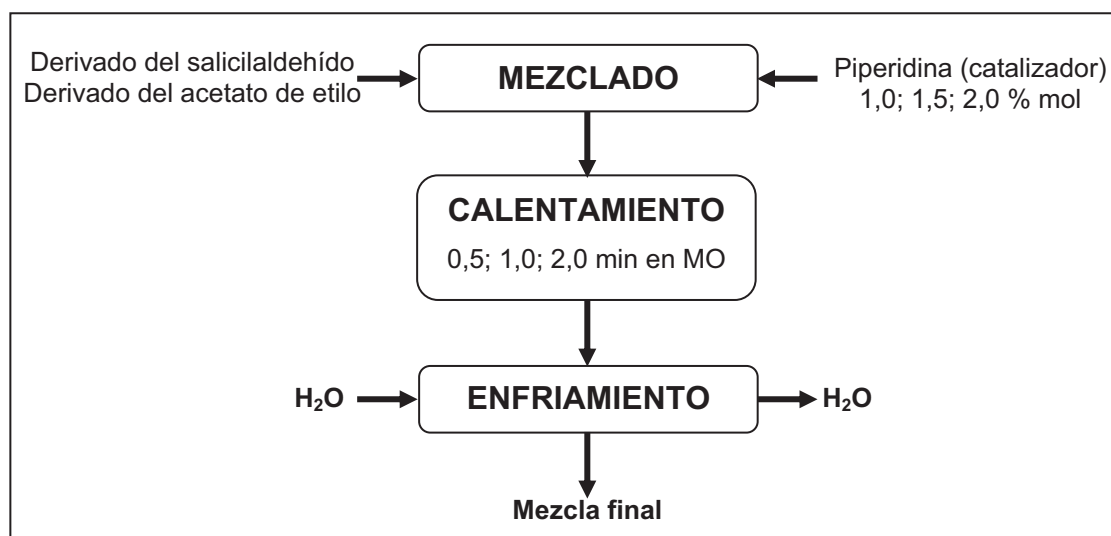 Derivado del salicilaldehído
Derivado del acetato de etilo
MEZCLADO
Piperidina (catalizador)
1,0; 1,5; 2,0 % mol
CALENTAMIENTO
0,5; 1,0; 2,0 min en MO
H₂O
ENFRIAMIENTO
H₂O
Mezcla final